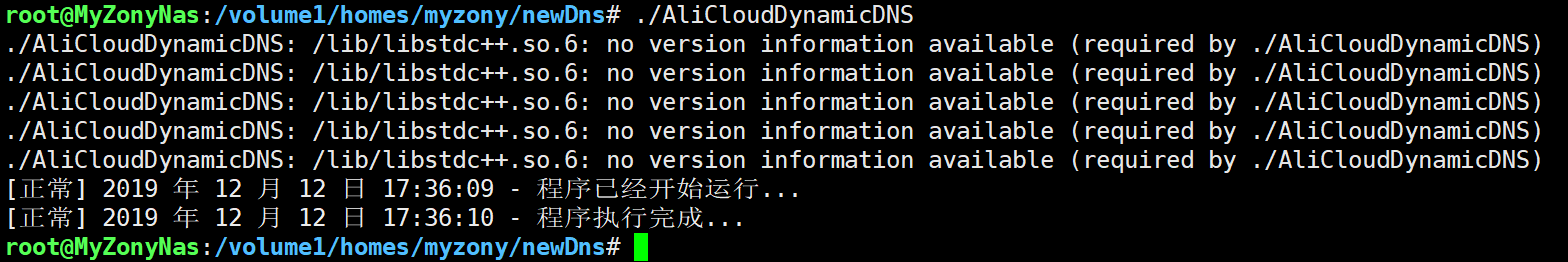 root@MyZonyNas:/volume1/homes/myzony/newDns# ./AliCloudDynamicDNS
./AliCloudDynamicDNS: /lib/libstdc++.so.6: no version information available (required by ./AliCloudDynamicDNS)
./AliCloudDynamicDNS: /lib/libstdc++.so.6: no version information available (required by ./AliCloudDynamicDNS)
./AliCloudDynamicDNS: /lib/libstdc++.so.6: no version information available (required by ./AliCloudDynamicDNS)
./AliCloudDynamicDNS: /lib/libstdc++.so.6: no version information available (required by ./AliCloudDynamicDNS)
./AliCloudDynamicDNS: /lib/libstdc++.so.6: no version information available (required by ./AliCloudDynamicDNS)
[正常] 2019 年 12 月 12 日 17:36:09 - 程序已经开始运行...
[正常] 2019 年 12 月 12 日 17:36:10 - 程序执行完成...
root@MyZonyNas:/volume1/homes/myzony/newDns#